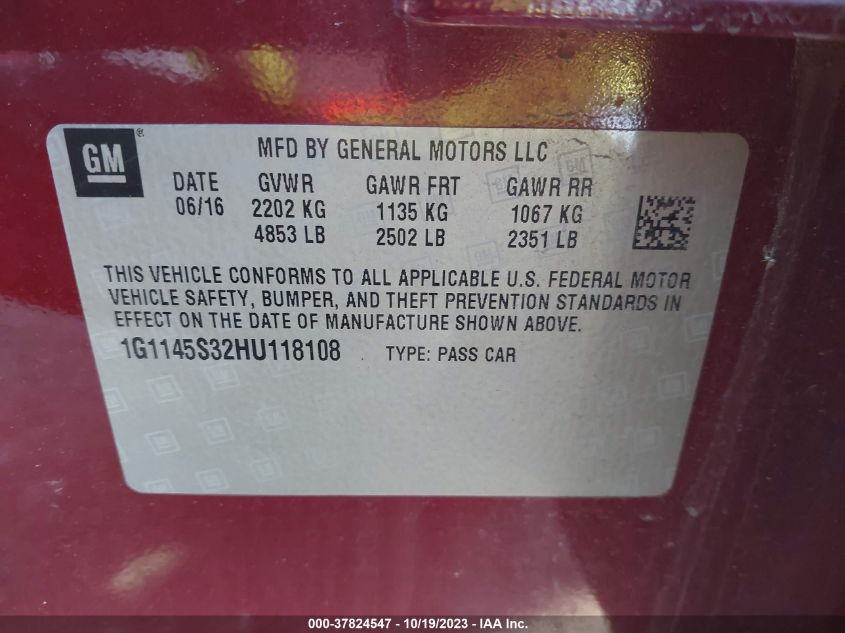 GM®
MFD BY GENERAL MOTORS LLC
DATE GVWR GAWR FRT GAWR RR
06/16 2202 KG 1135 KG 1067 KG
4853 LB 2502 LB 2351 LB
THIS VEHICLE CONFORMS TO ALL APPLICABLE U.S. FEDERAL MOTOR
VEHICLE SAFETY, BUMPER, AND THEFT PREVENTION STANDARDS IN
EFFECT ON THE DATE OF MANUFACTURE SHOWN ABOVE.
1G1145S32HU118108 TYPE: PASS CAR
000-37824547 - 10/19/2023 - IAA Inc.